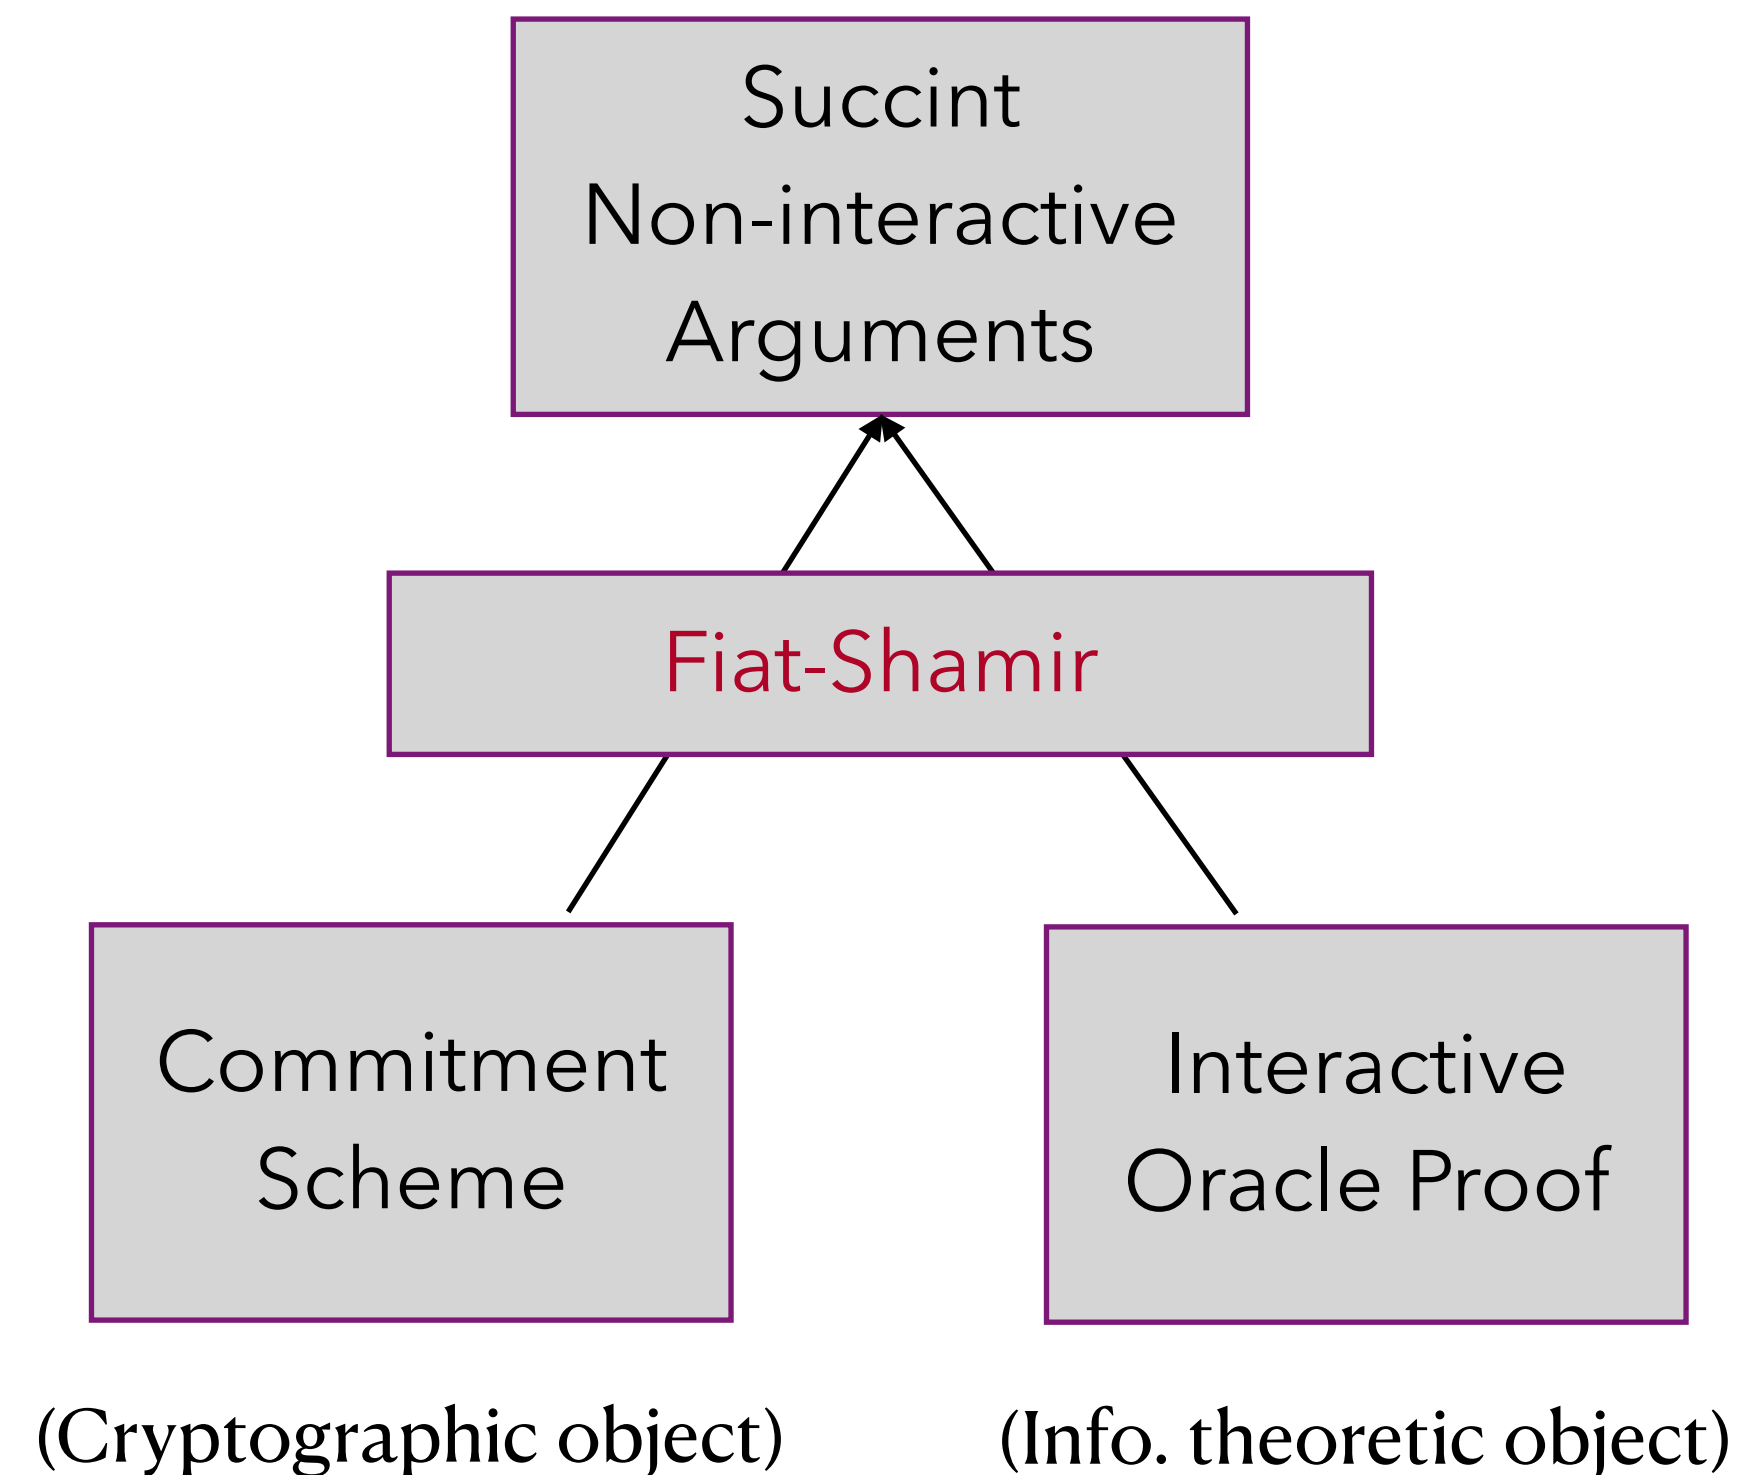 Succint
Non-interactive
Arguments
Fiat-Shamir
Commitment
Scheme
Interactive
Oracle Proof
(Cryptographic object)
(Info. theoretic object)